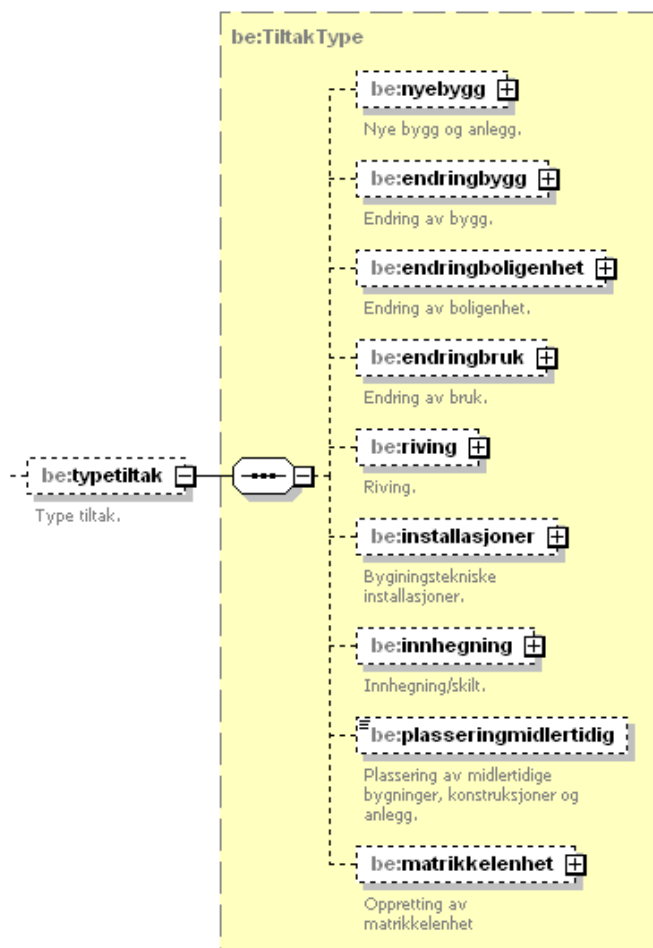 be:TiltakType
be:nyebygg
Nye bygg og anlegg.
be:endringbygg
Endring av bygg.
be:endringboligenhet
Endring av boligenhet.
be:endringbruk
Endring av bruk.
be:typetiltak
Type tiltak.
be:riving
Riving.
be:installasjoner
Byginingstekniske
installasjoner.
be:innhegning
Innhegning/skilt.
be:plasseringmidlertidig
Plassering av midlertidige
bygninger, konstruksjoner og
anlegg.
be:matrikkelenhet
Oppretting av
matrikkelenhet